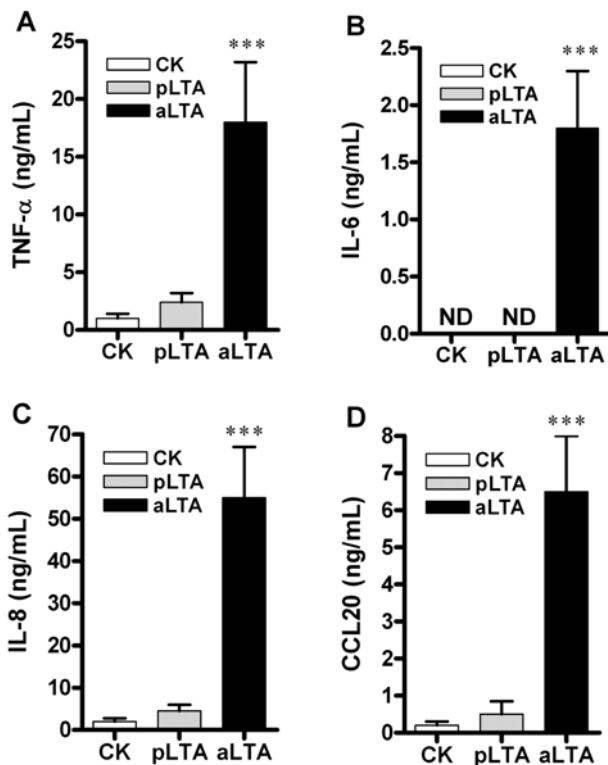 A
TNF-α (ng/mL)
25
20
15
10
5
0
CK
pLTA
aLTA
***
CK pLTA aLTA
B
IL-6 (ng/mL)
3.0
2.5
2.0
1.5
1.0
0.5
0.0
CK
pLTA
aLTA
***
ND ND
CK pLTA aLTA
C
IL-8 (ng/mL)
70
60
50
40
30
20
10
0
CK
pLTA
aLTA
***
CK pLTA aLTA
D
CCL20 (ng/mL)
8
7
6
5
4
3
2
1
0
CK
pLTA
aLTA
***
CK pLTA aLTA